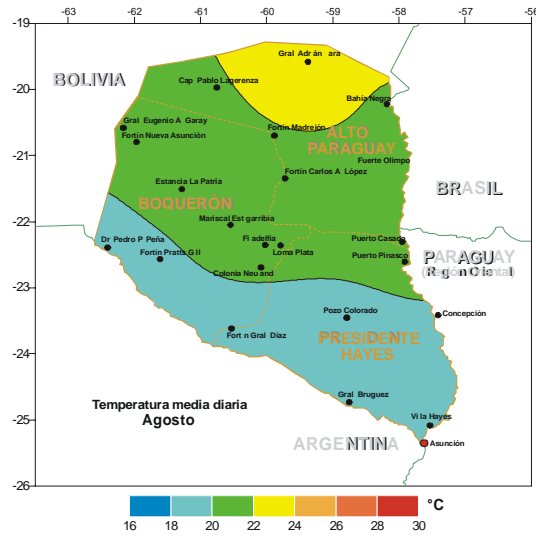 -63 -62 -61 -60 -59 -58 -57 -56
-19
-20
-21
-22
-23
-24
-25
-26
BOLIVIA
Gral Adr án ara
Cap Pablo Lagerenza
Bahía Negra
Gral Eugenio A Garay
Fortín Nueva Asunción
Fortín Madrejón
ALTO
PARAGUAY
Fuerte Olimpo
Fortín Carlos A López
Estancia La Patria
BRASIL
BOQUERÓN
Mariscal Est garribia
Dr Pedro P Peña
Fortín Pratts G ll
Fi adelfia
Loma Plata
Colonia Neu and
Puerto Casado
Puerto Pinasco
PARAGUAY
Pozo Colorado
Concepción
Fort n Gral Díaz
PRESIDENTE
HAYES
Gral Bruguez
Vi la Hayes
Temperatura media diaria
Agosto
ARGENTINA
Asunción
°C
16 18 20 22 24 26 28 30